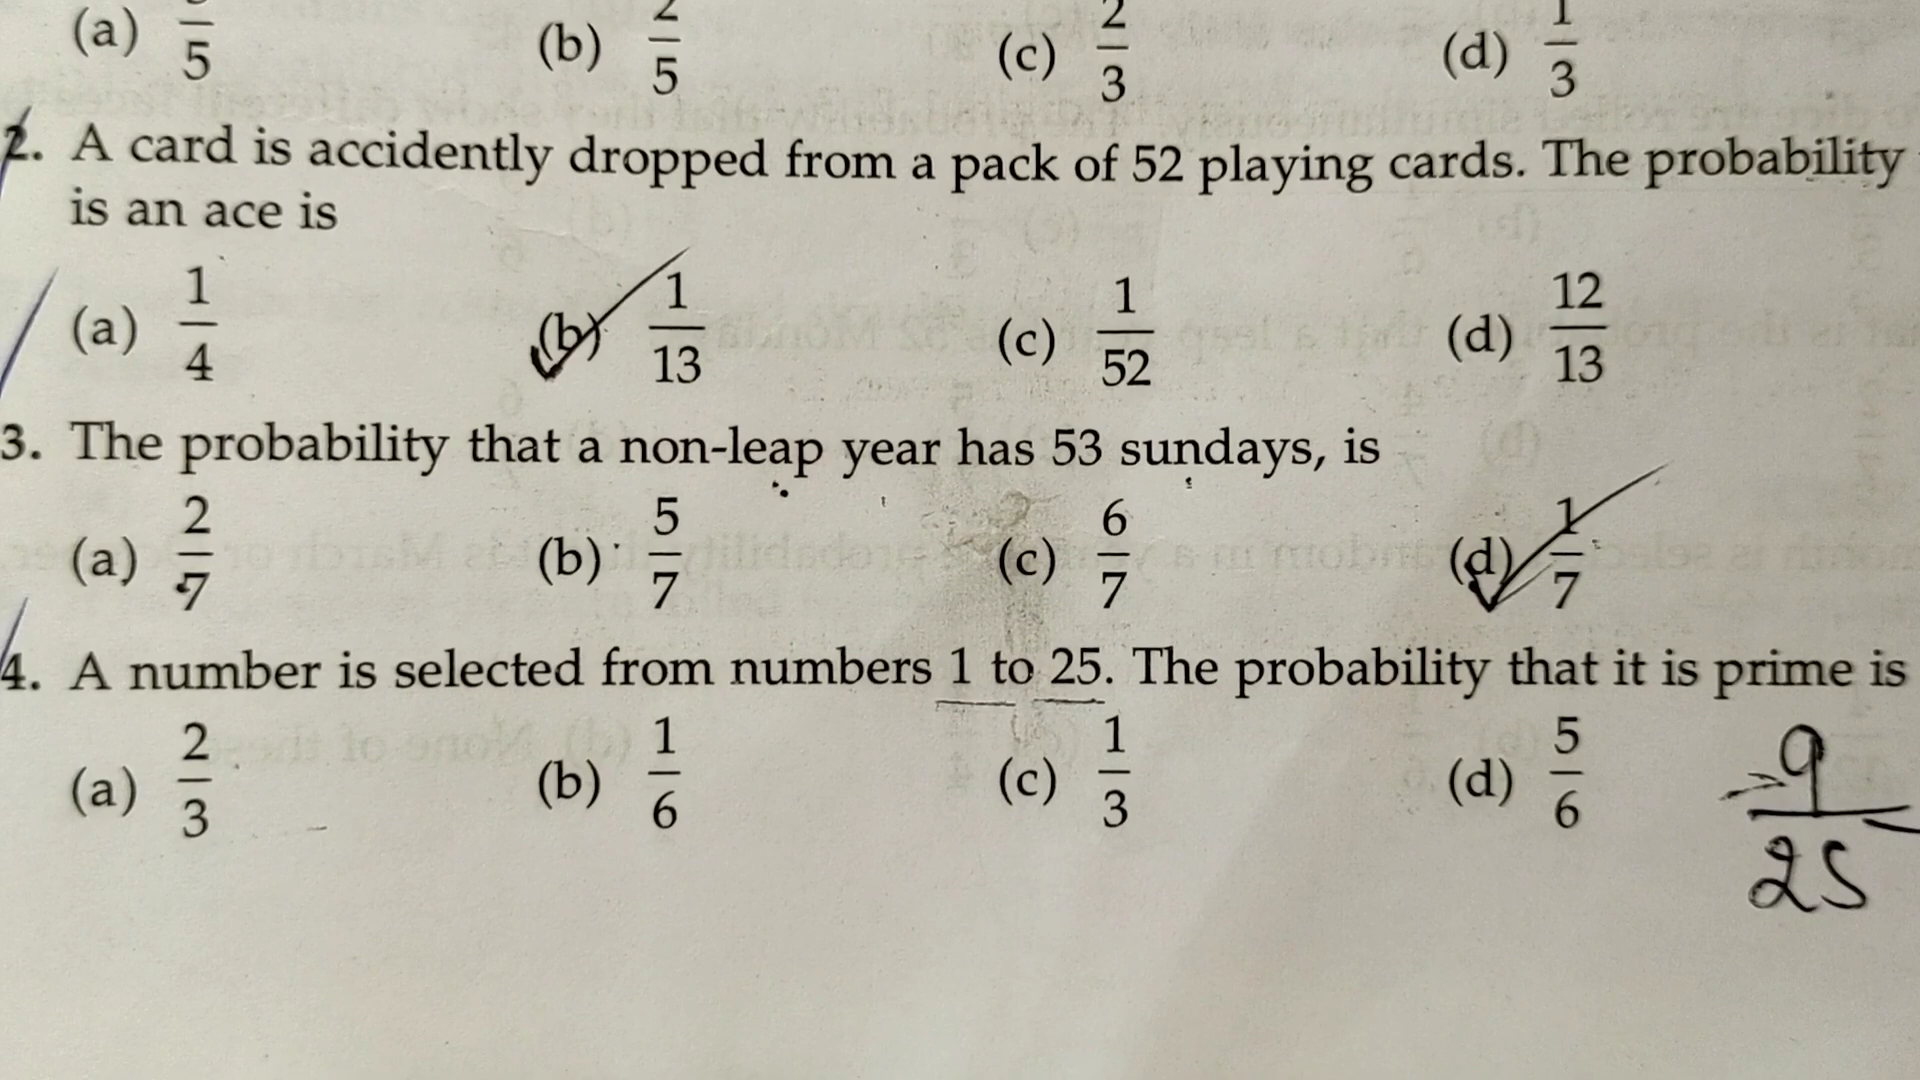 (a) /5 (b) 2/5 (c) 2/3 (d) 1/3
2. A card is accidently dropped from a pack of 52 playing cards. The probability
is an ace is
(a) 1/4 (b) 1/13 (c) 1/52 (d) 12/13
3. The probability that a non-leap year has 53 sundays, is
(a) 2/7 (b) 5/7 (c) 6/7 (d) 1/7
4. A number is selected from numbers 1 to 25. The probability that it is prime is
(a) 2/3 (b) 1/6 (c) 1/3 (d) 5/6 9/25